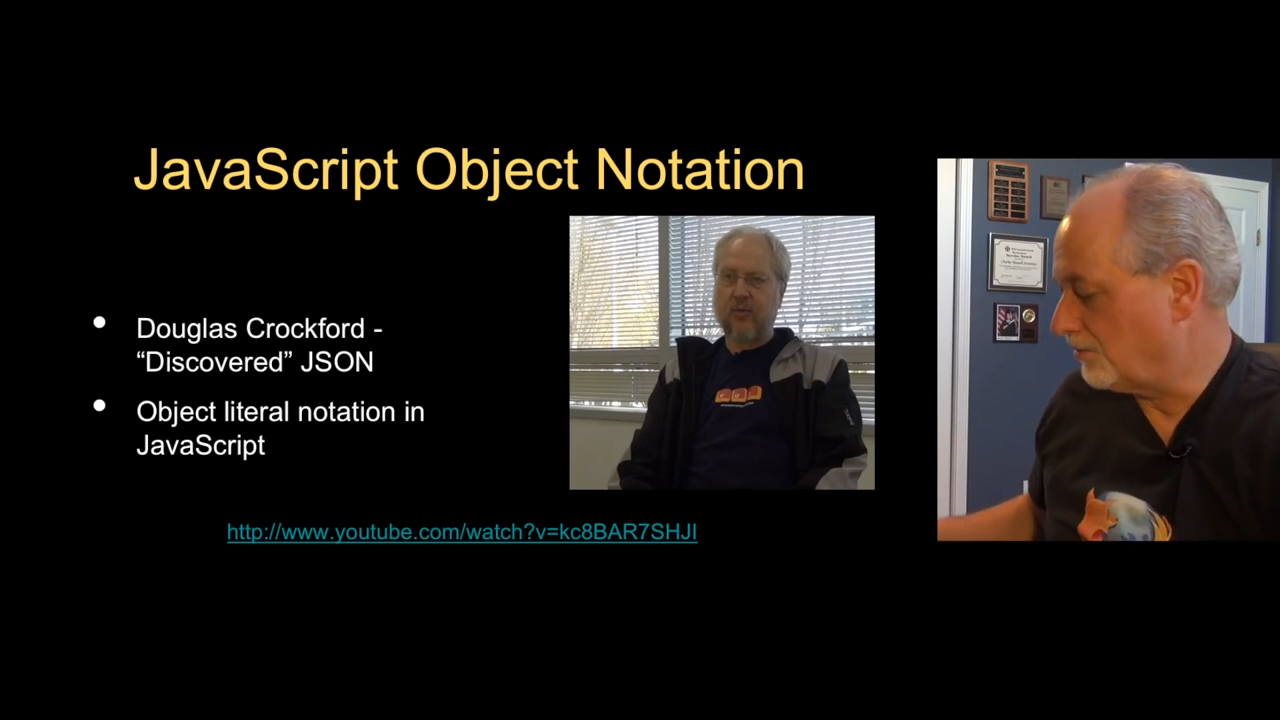 JavaScript Object Notation
• Douglas Crockford -
“Discovered” JSON
• Object literal notation in
JavaScript
http://www.youtube.com/watch?v=kc8BAR7SHJI